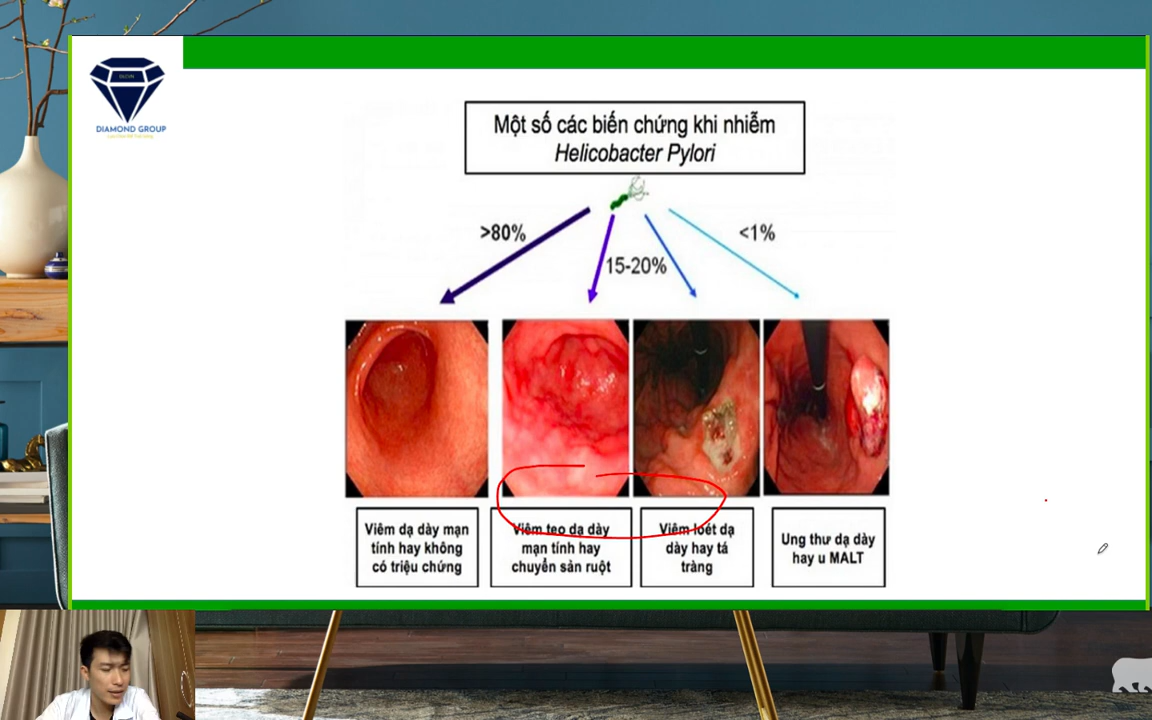 DIAMOND GROUP
Một số các biến chứng khi nhiễm
Helicobacter Pylori
>80%
15-20%
<1%
Viêm dạ dày mạn
tính hay không
có triệu chứng
Viêm teo dạ dày
mạn tính hay
chuyển sản ruột
Viêm loét dạ
dày hay tá
tràng
Ung thư dạ dày
hay u MALT